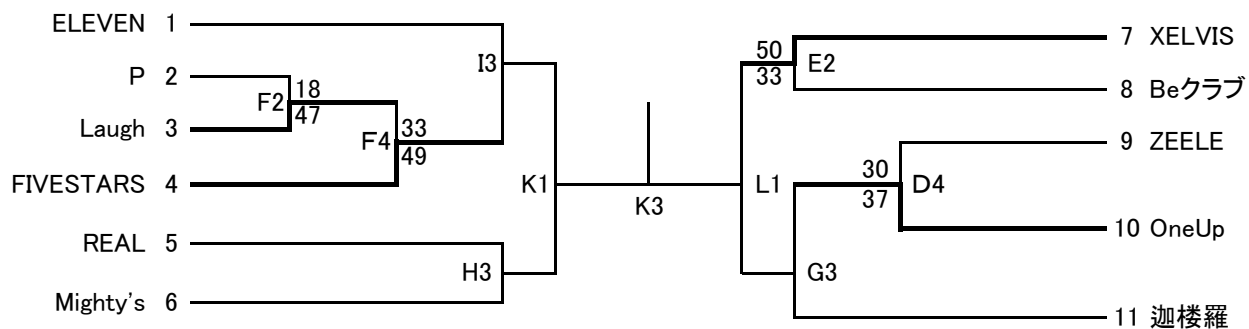 ELEVEN 1
P 2
Laugh 3
FIVESTARS 4
REAL 5
Mighty's 6
F2
18
47
F4
33
49
I3
H3
K1
K3
L1
50
33
E2
30
37
D4
G3
7 XELVIS
8 Beクラブ
9 ZEELE
10 OneUp
11 迦楼羅